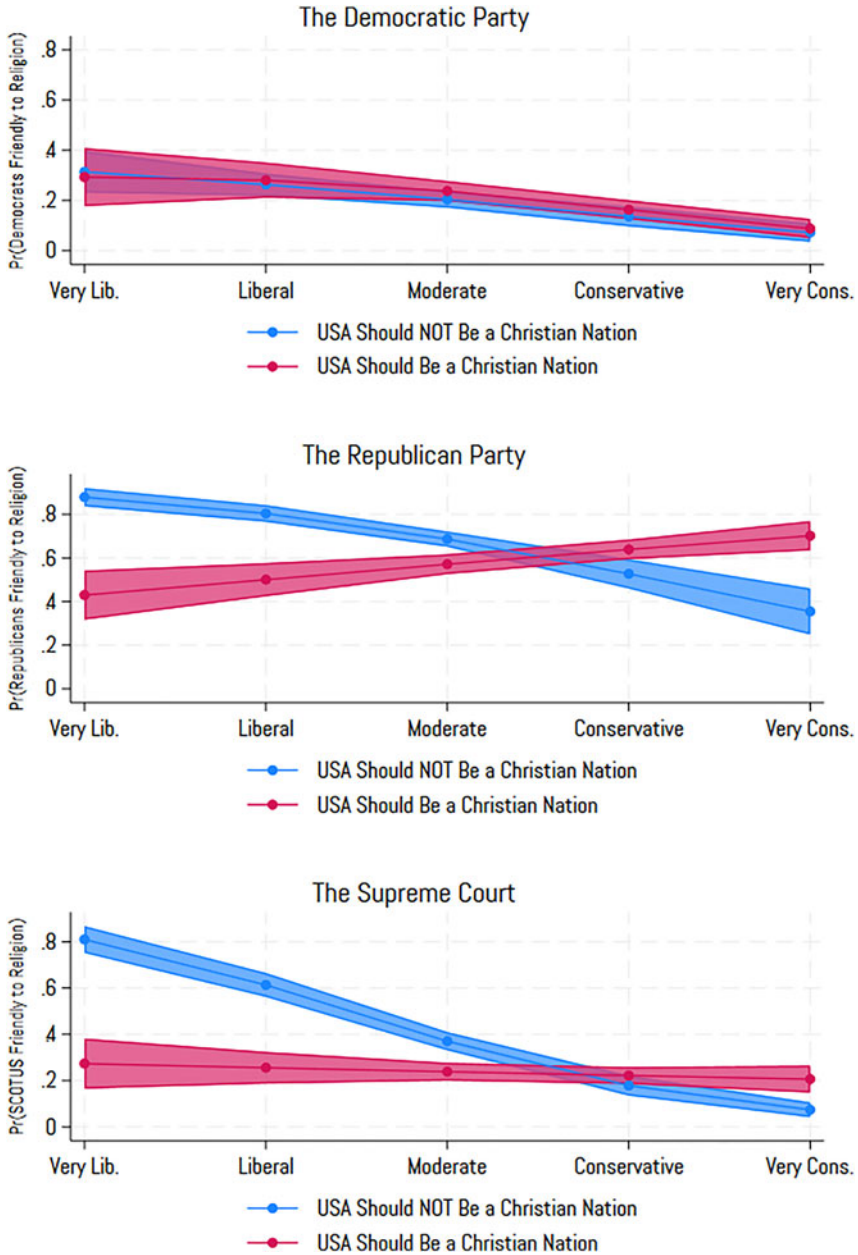 The Democratic Party
Pr(Democrats Friendly to Religion)
.8
.6
.4
.2
0
Very Lib.
Liberal
Moderate
Conservative
Very Cons.
USA Should NOT Be a Christian Nation
USA Should Be a Christian Nation
The Republican Party
Pr(Republicans Friendly to Religion)
.8
.6
.4
.2
0
Very Lib.
Liberal
Moderate
Conservative
Very Cons.
USA Should NOT Be a Christian Nation
USA Should Be a Christian Nation
The Supreme Court
Pr(SCOTUS Friendly to Religion)
.8
.6
.4
.2
0
Very Lib.
Liberal
Moderate
Conservative
Very Cons.
USA Should NOT Be a Christian Nation
USA Should Be a Christian Nation